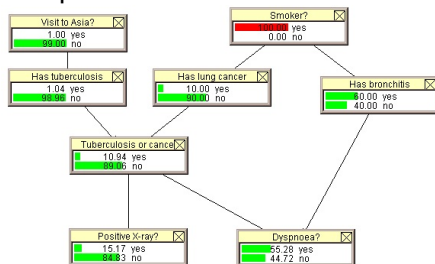 Visit to Asia?
1.00 yes
99.00 no
Smoker?
100.00 yes
0.00 no
Has tuberculosis
1.04 yes
98.96 no
Has lung cancer
10.00 yes
90.00 no
Has bronchitis
60.00 yes
40.00 no
Tuberculosis or cance
10.94 yes
89.06 no
Positive X-ray?
15.17 yes
84.83 no
Dyspnoea?
55.28 yes
44.72 no